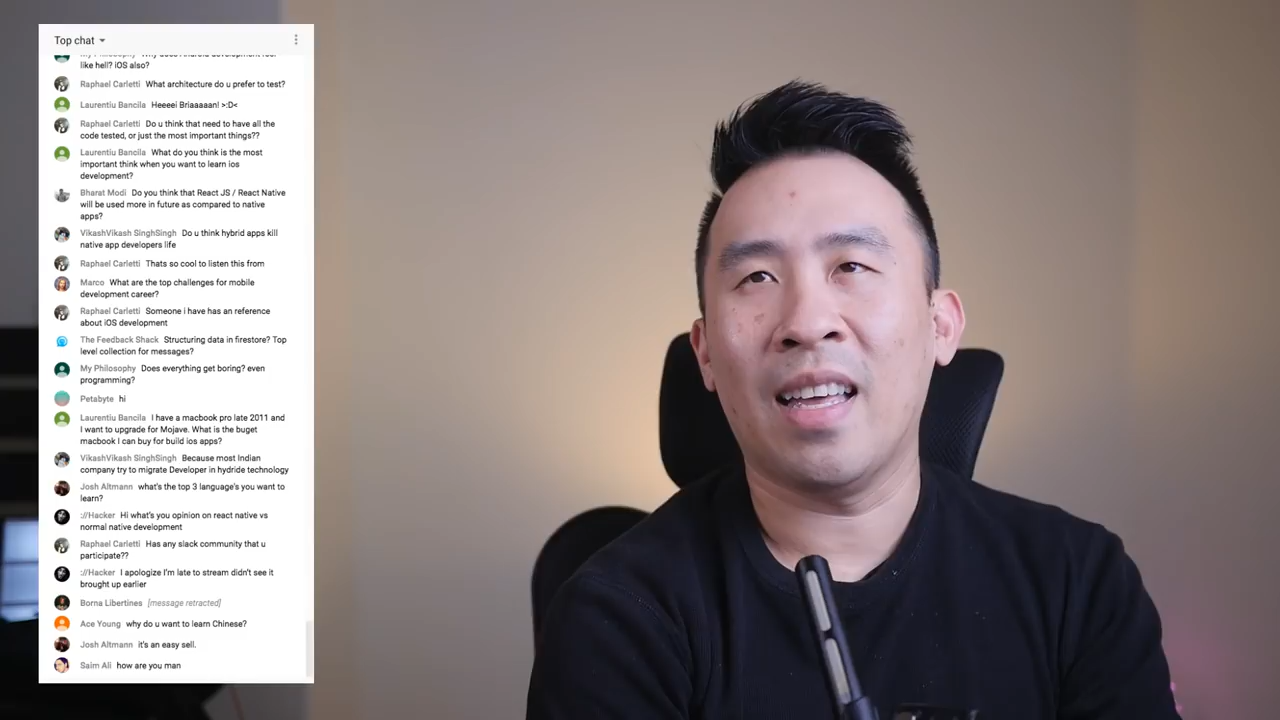 Top chat
My Philosophy Why does Android development feel
like hell? iOS also?
Raphael Carletti What architecture do u prefer to test?
Laurentiu Bancila Heeeei Briaaaaan! >:D<
Raphael Carletti Do u think that need to have all the
code tested, or just the most important things??
Laurentiu Bancila What do you think is the most
important think when you want to learn ios
development?
Bharat Modi Do you think that React JS / React Native
will be used more in future as compared to native
apps?
VikashVikash SinghSingh Do u think hybrid apps kill
native app developers life
Raphael Carletti Thats so cool to listen this from
Marco What are the top challenges for mobile
development career?
Raphael Carletti Someone i have has an reference
about iOS development
The Feedback Shack Structuring data in firestore? Top
level collection for messages?
My Philosophy Does everything get boring? even
programming?
Petabyte hi
Laurentiu Bancila I have a macbook pro late 2011 and
I want to upgrade for Mojave. What is the buget
macbook I can buy for build ios apps?
VikashVikash SinghSingh Because most Indian
company try to migrate Developer in hydride technology
Josh Altmann what's the top 3 language's you want to
learn?
://Hacker Hi what's you opinion on react native vs
normal native development
Raphael Carletti Has any slack community that u
participate??
://Hacker I apologize I'm late to stream didn't see it
brought up earlier
Borna Libertines [message retracted]
Ace Young why do u want to learn Chinese?
Josh Altmann it's an easy sell.
Saim Ali how are you man